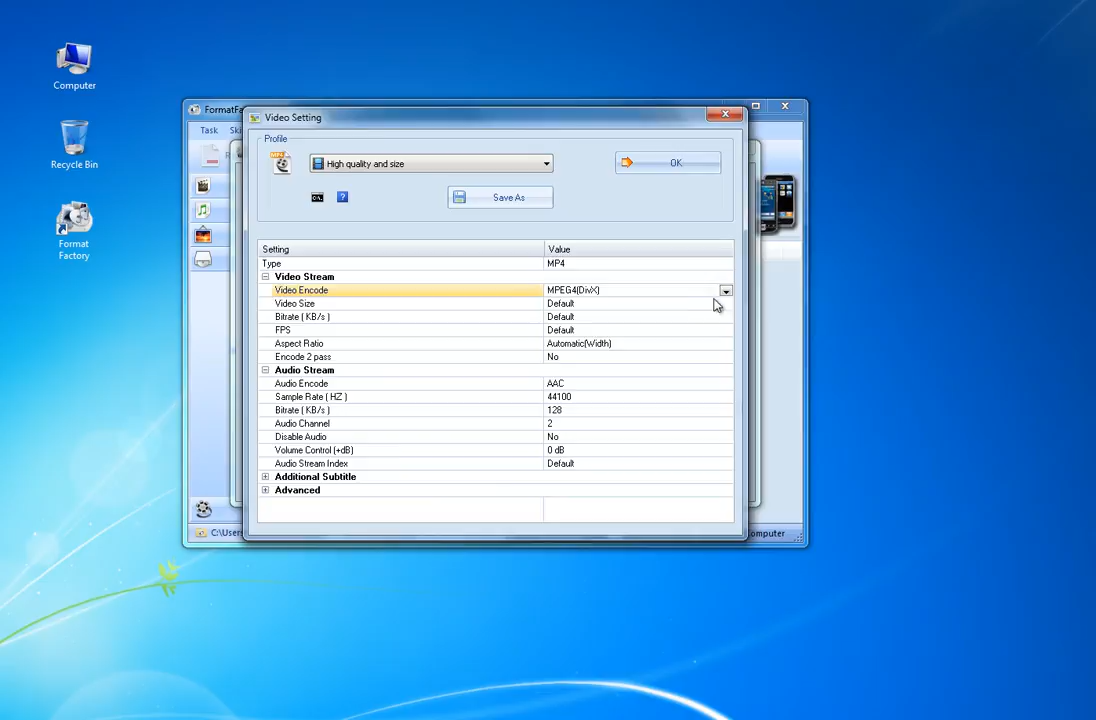 Computer
Recycle Bin
Format
Factory
FormatFa
Video Setting
Task Ski
Profile
High quality and size
OK
Save As
Setting Value
Type MP4
Video Stream
Video Encode MPEG4(DivX)
Video Size Default
Bitrate ( KB/s ) Default
FPS Default
Aspect Ratio Automatic(Width)
Encode 2 pass No
Audio Stream
Audio Encode AAC
Sample Rate ( HZ ) 44100
Bitrate ( KB/s ) 128
Audio Channel 2
Disable Audio No
Volume Control (+dB) 0 dB
Audio Stream Index Default
Additional Subtitle
Advanced
C:\Users omputer